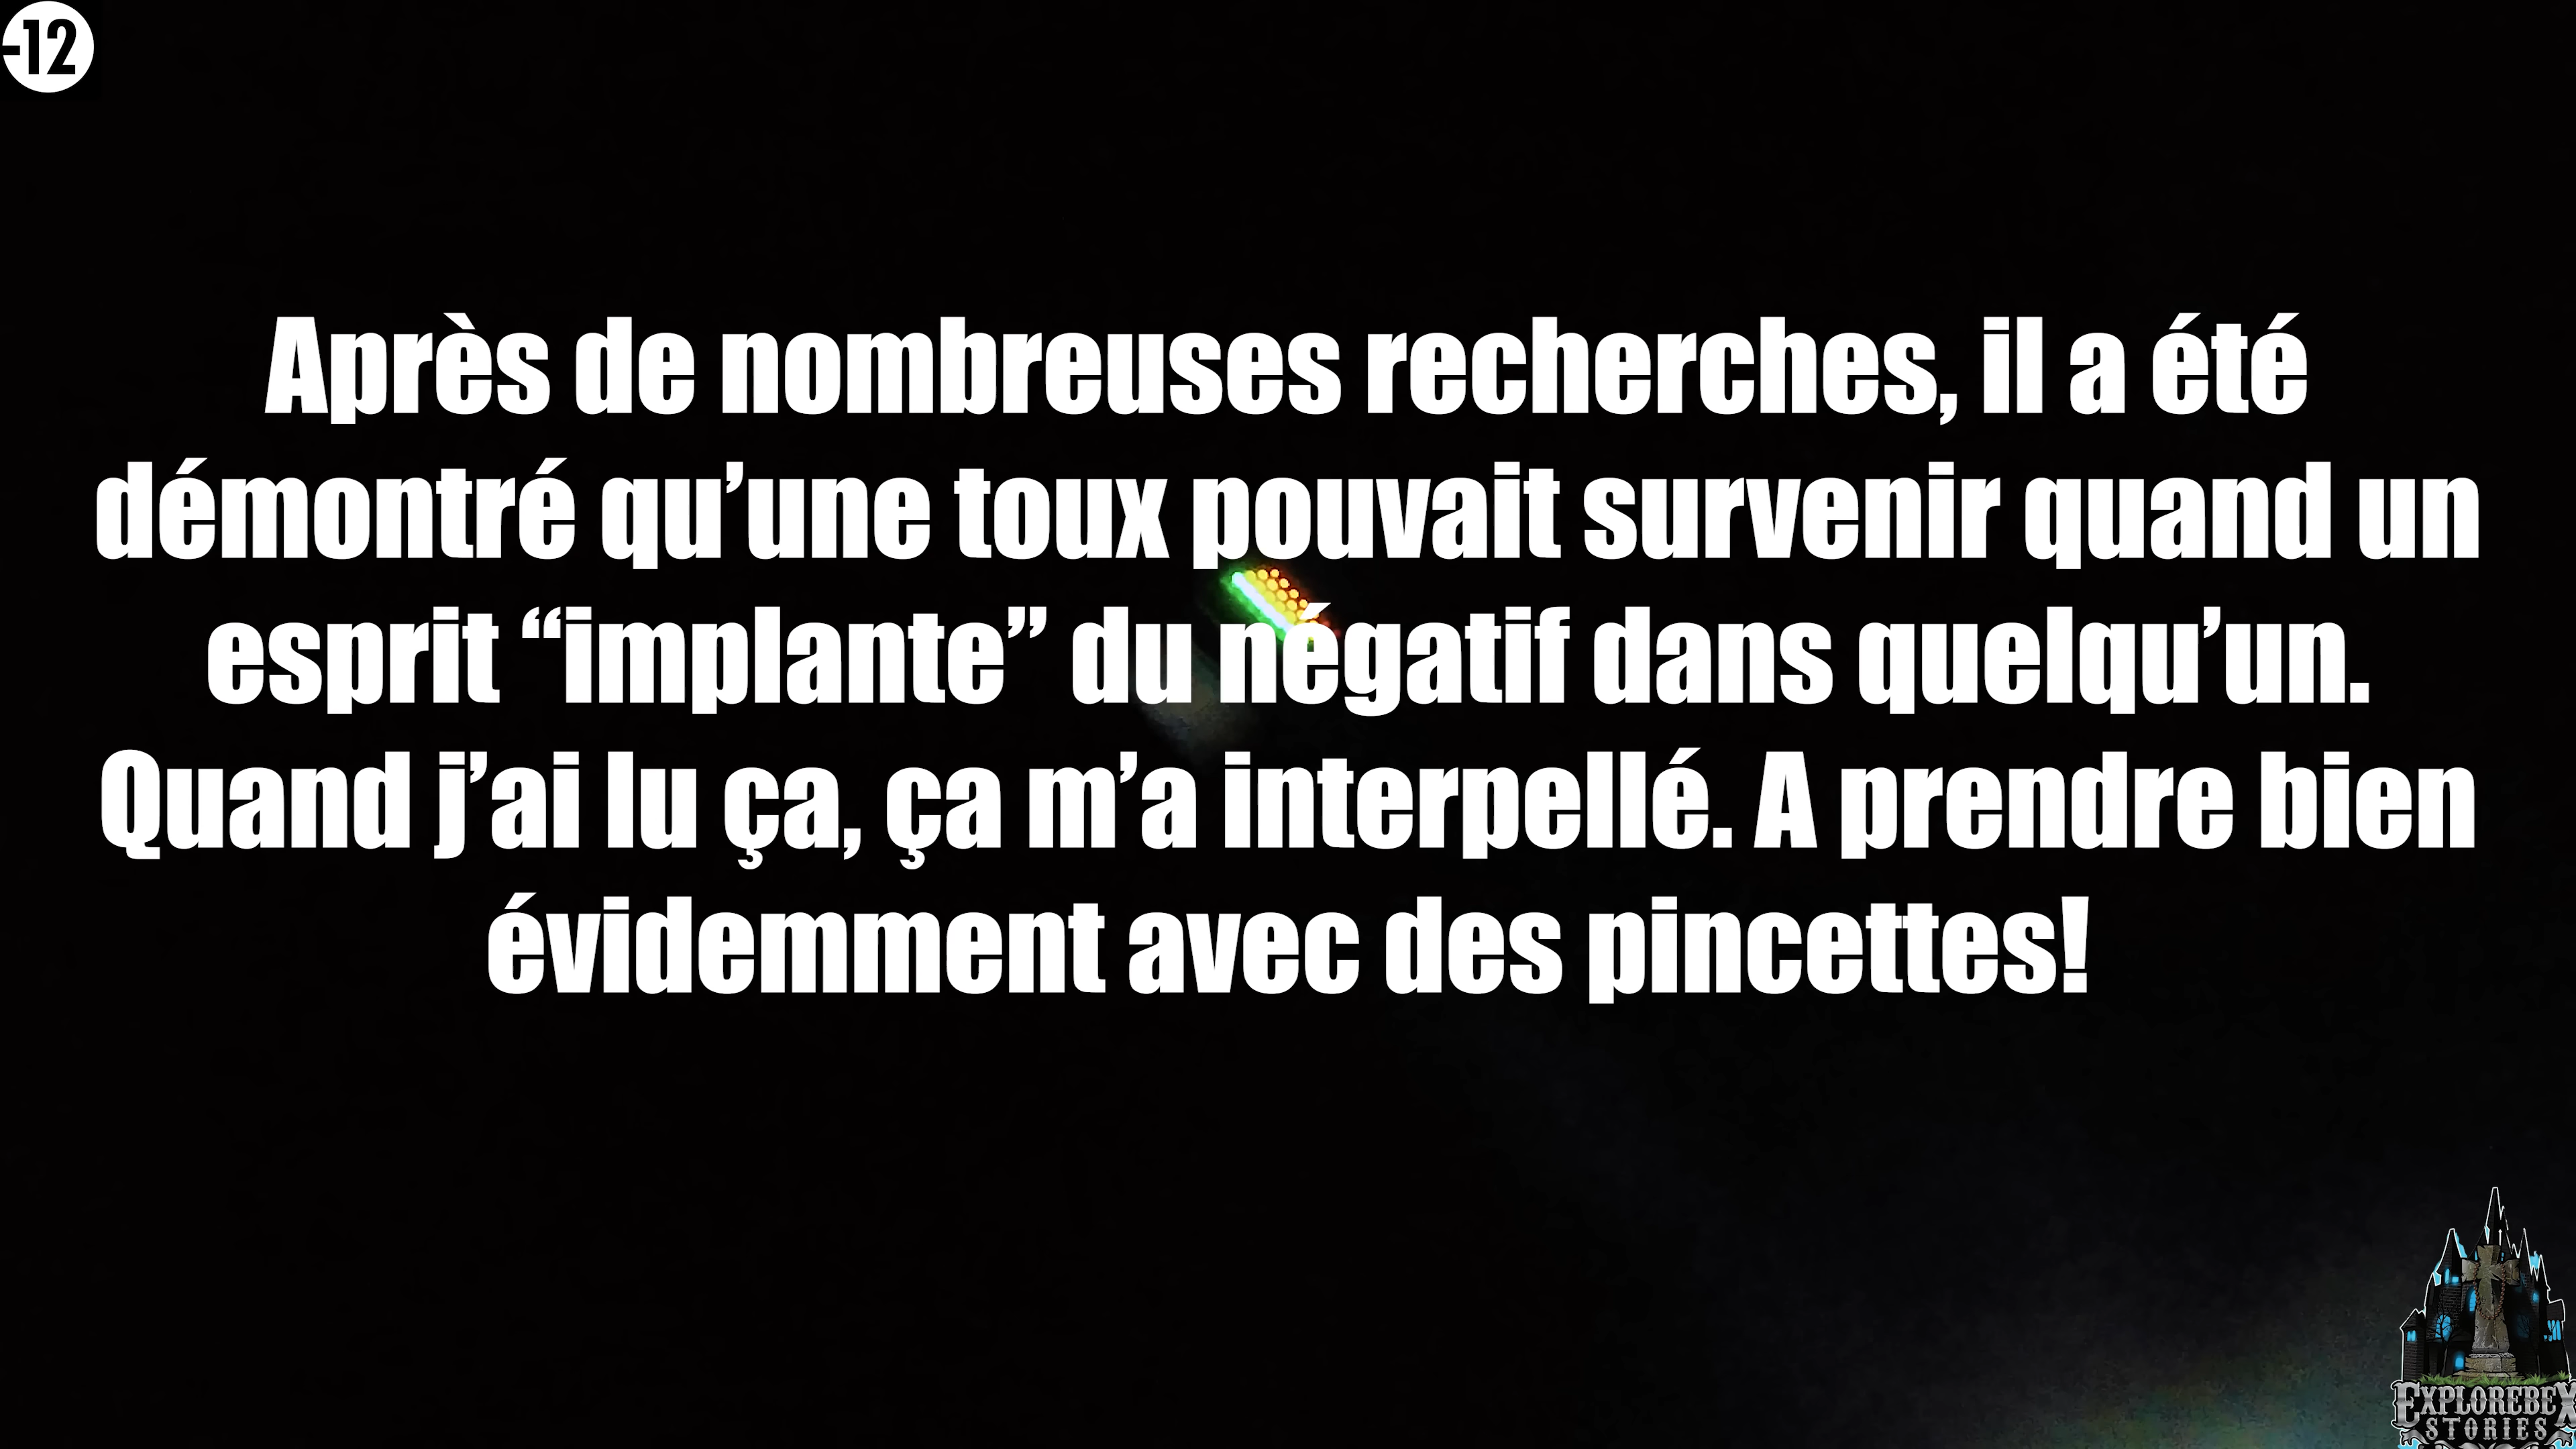 -12
Après de nombreuses recherches, il a été
démontré qu’une toux pouvait survenir quand un
esprit “implante” du négatif dans quelqu’un.
Quand j’ai lu ça, ça m’a interpellé. A prendre bien
évidemment avec des pincettes!
EXPLOREBEX
STORIES